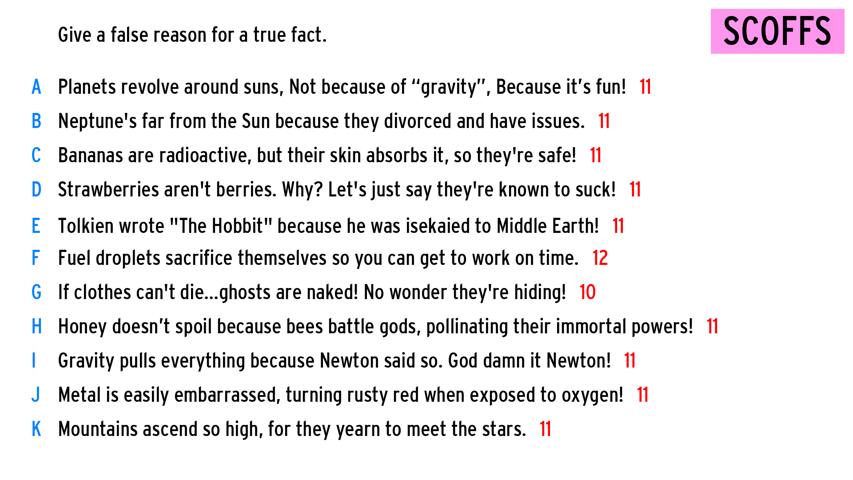 Give a false reason for a true fact.
SCOFFS
A Planets revolve around suns, Not because of “gravity”, Because it’s fun! 11
B Neptune's far from the Sun because they divorced and have issues. 11
C Bananas are radioactive, but their skin absorbs it, so they're safe! 11
D Strawberries aren't berries. Why? Let's just say they're known to suck! 11
E Tolkien wrote "The Hobbit" because he was isekaied to Middle Earth! 11
F Fuel droplets sacrifice themselves so you can get to work on time. 12
G If clothes can't die...ghosts are naked! No wonder they're hiding! 10
H Honey doesn’t spoil because bees battle gods, pollinating their immortal powers! 11
I Gravity pulls everything because Newton said so. God damn it Newton! 11
J Metal is easily embarrassed, turning rusty red when exposed to oxygen! 11
K Mountains ascend so high, for they yearn to meet the stars. 11